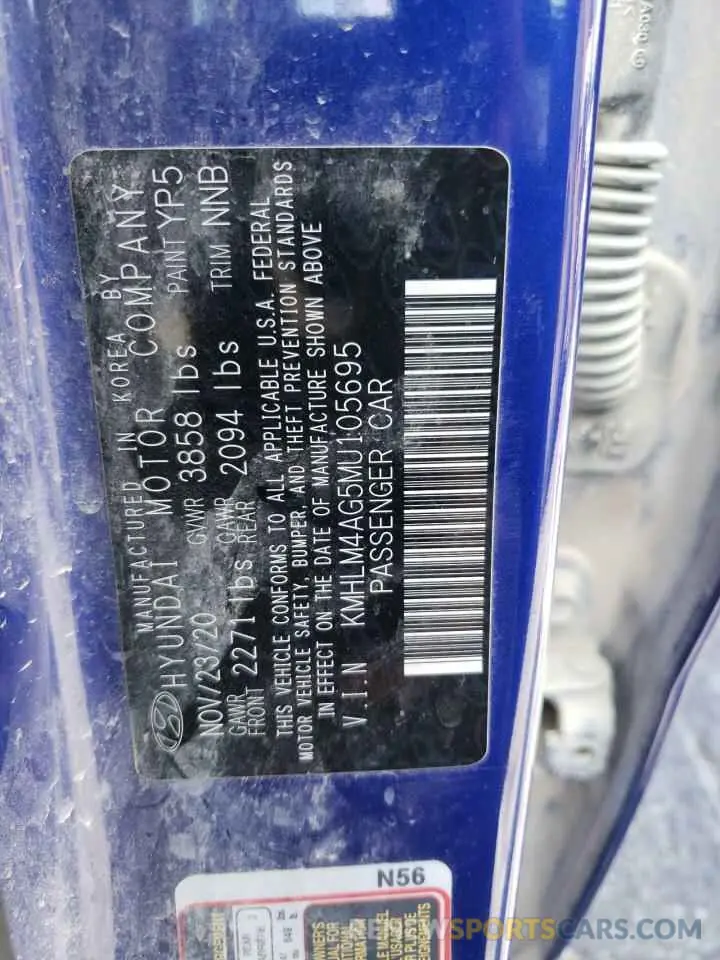 MANUFACTURED IN KOREA BY
HYUNDAI MOTOR COMPANY
NOV/23/20 GVWR 3858 lbs PAINT YP5
GAWR FRONT 2271 lbs GAWR REAR 2094 lbs TRIM NNB
THIS VEHICLE CONFORMS TO ALL APPLICABLE U.S.A. FEDERAL
MOTOR VEHICLE SAFETY, BUMPER, AND THEFT PREVENTION STANDARDS
IN EFFECT ON THE DATE OF MANUFACTURE SHOWN ABOVE
V.I.N KMHLM4AG5MU105695
PASSENGER CAR
N56
REPORTSCARS.COM